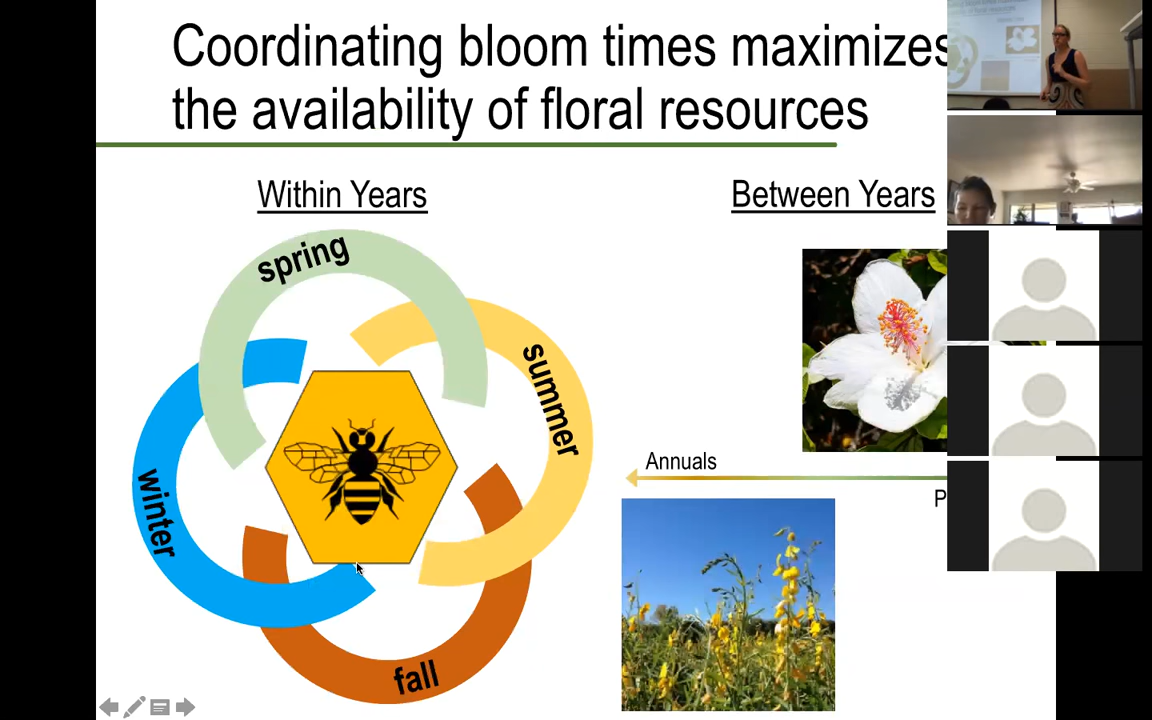 Coordinating bloom times maximizes
the availability of floral resources
Within Years
Between Years
spring
summer
winter
fall
Annuals
P